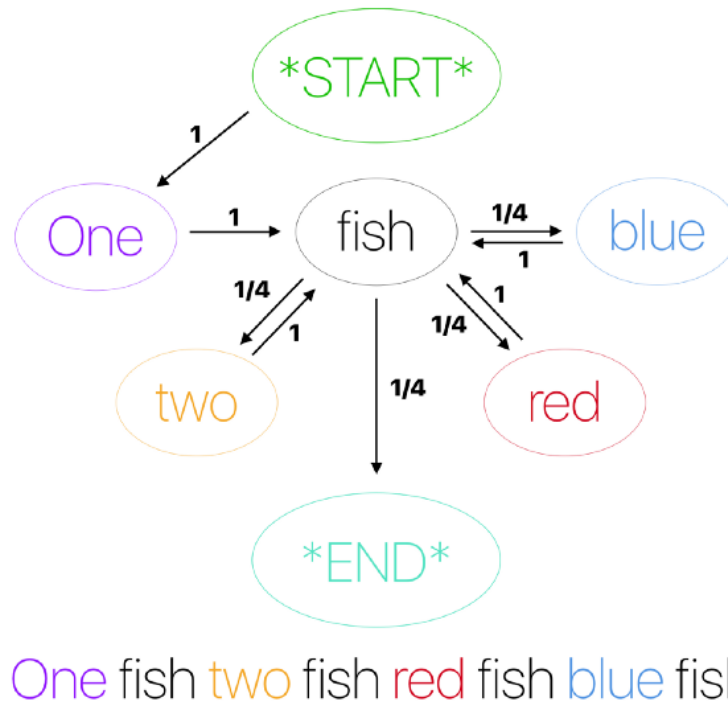 *START*
1
One
1
fish
1/4
1
blue
1/4
1
1
1/4
two
1/4
red
*END*
One fish two fish red fish blue